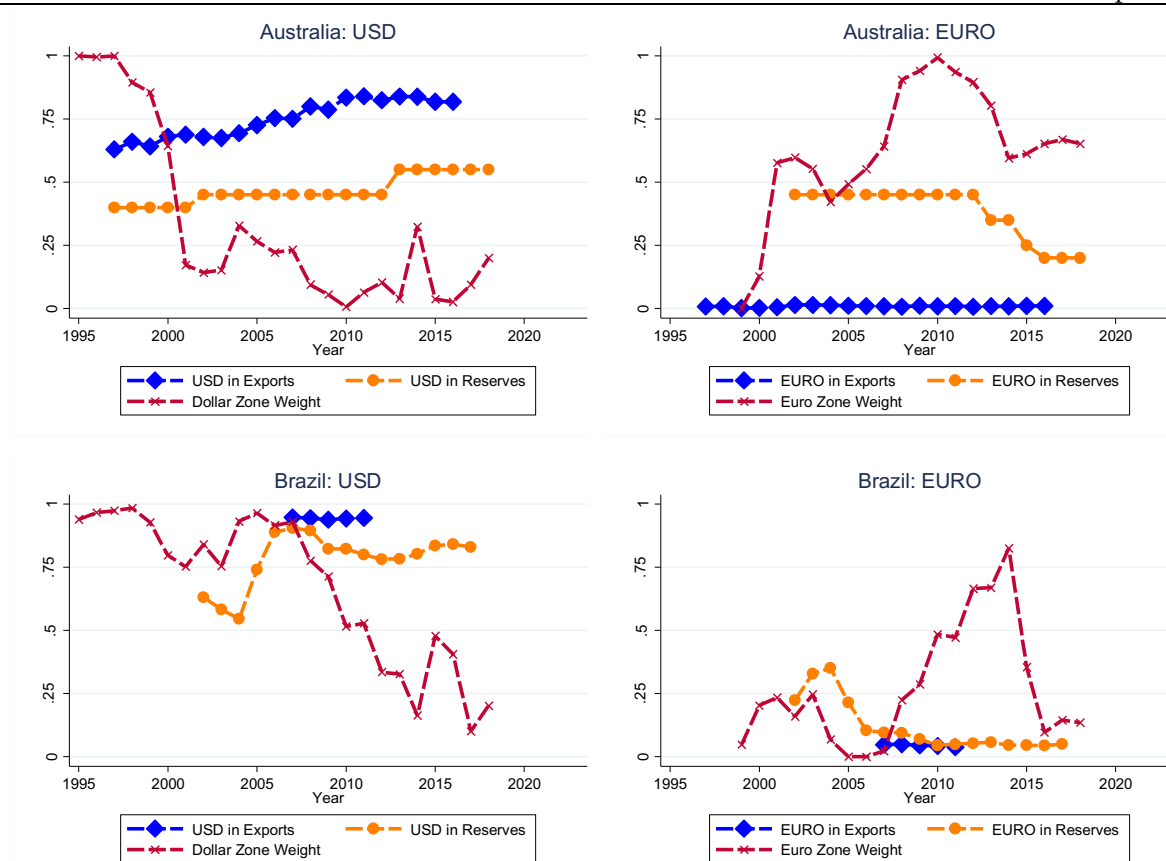 Australia: USD
1
.75
.5
.25
0
1995 2000 2005 2010 2015 2020
Year
USD in Exports USD in Reserves
Dollar Zone Weight
Australia: EURO
1
.75
.5
.25
0
1995 2000 2005 2010 2015 2020
Year
EURO in Exports EURO in Reserves
Euro Zone Weight
Brazil: USD
1
.75
.5
.25
0
1995 2000 2005 2010 2015 2020
Year
USD in Exports USD in Reserves
Dollar Zone Weight
Brazil: EURO
1
.75
.5
.25
0
1995 2000 2005 2010 2015 2020
Year
EURO in Exports EURO in Reserves
Euro Zone Weight